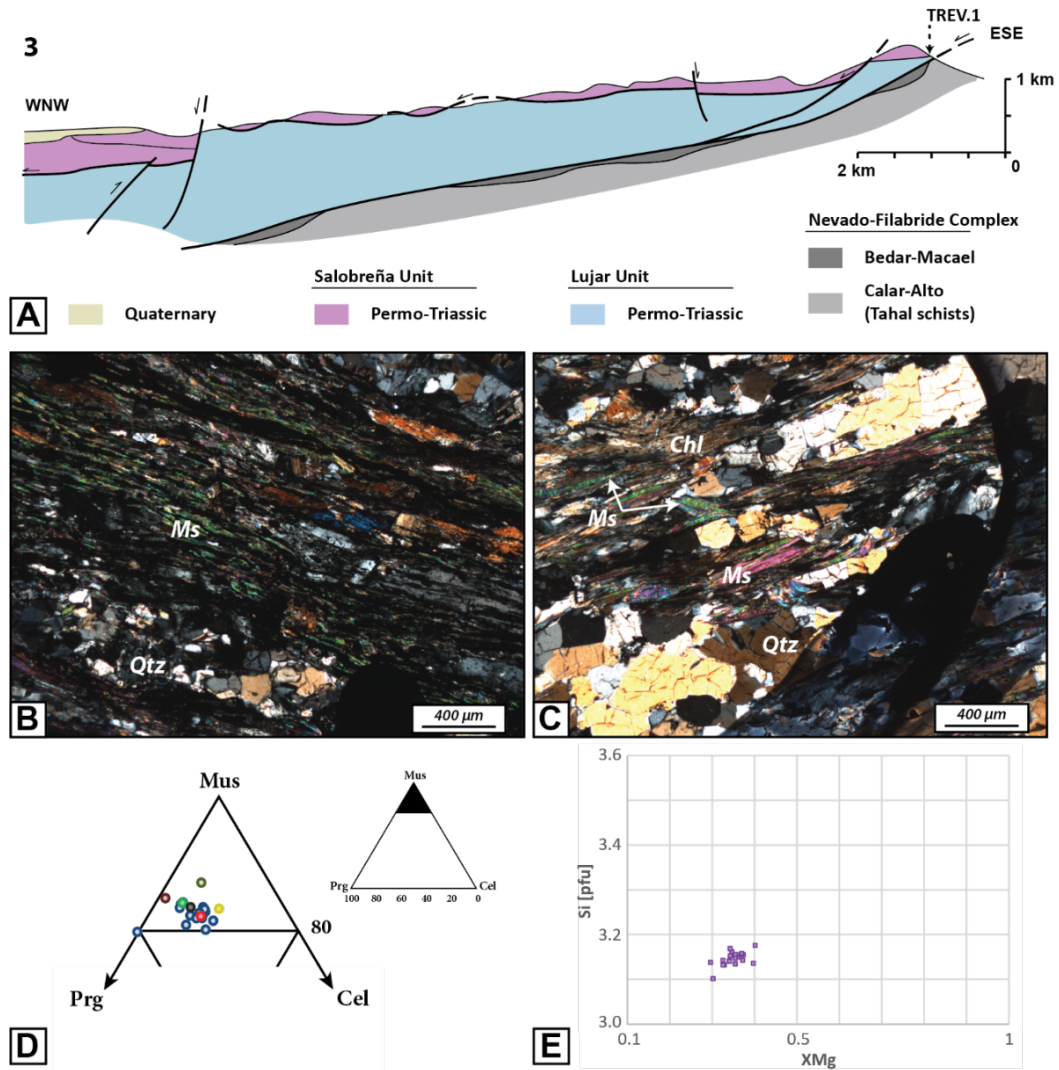 3
TREV.1
ESE
WNW
1 km
2 km
0
Nevado-Filabride Complex
Bedar-Macael
Calar-Alto
(Tahal schists)
Salobreña Unit
Permo-Triassic
Lujar Unit
Permo-Triassic
Quaternary
A
Ms
Qtz
400 µm
B
Chl
Ms
Ms
Qtz
400 µm
C
Mus
80
Prg
Cel
Mus
Prg
Cel
100 80 60 40 20 0
D
3.6
3.4
3.2
3.0
Si [pfu]
0.1
0.5
1
XMg
E